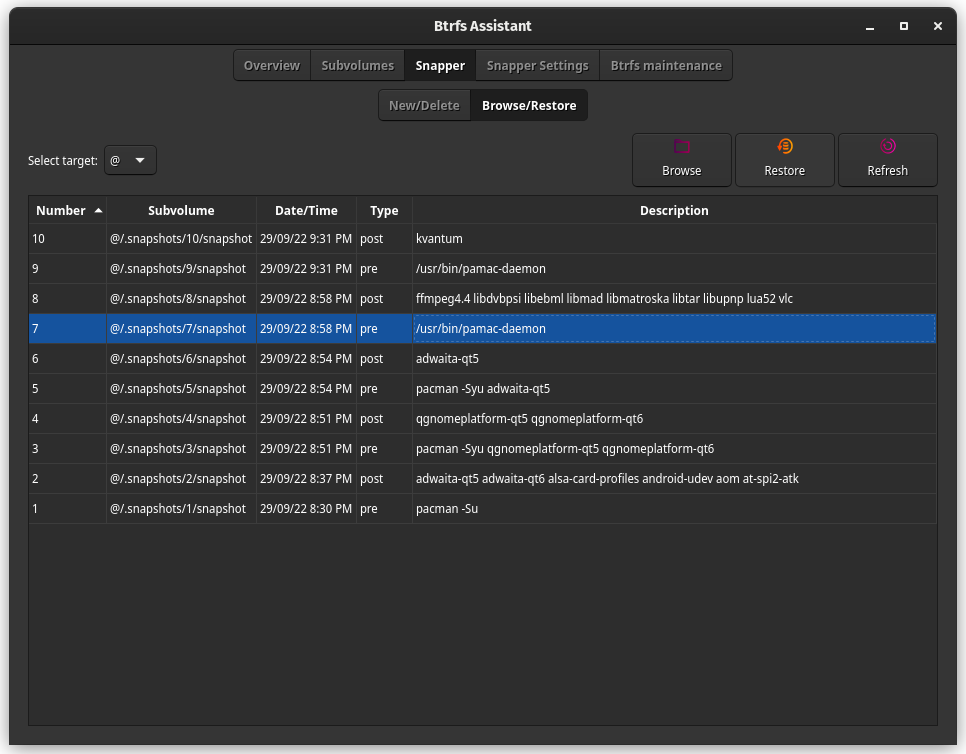 Btrfs Assistant
Overview Subvolumes Snapper Snapper Settings Btrfs maintenance
New/Delete Browse/Restore
Select target: @ Browse Restore Refresh
Number Subvolume Date/Time Type Description
10 @/.snapshots/10/snapshot 29/09/22 9:31 PM post kvantum
9 @/.snapshots/9/snapshot 29/09/22 9:31 PM pre /usr/bin/pamac-daemon
8 @/.snapshots/8/snapshot 29/09/22 8:58 PM post ffmpeg4.4 libdvbpsi libebml libmad libmatroska libtar libupnp lua52 vlc
7 @/.snapshots/7/snapshot 29/09/22 8:58 PM pre /usr/bin/pamac-daemon
6 @/.snapshots/6/snapshot 29/09/22 8:54 PM post adwaita-qt5
5 @/.snapshots/5/snapshot 29/09/22 8:54 PM pre pacman -Syu adwaita-qt5
4 @/.snapshots/4/snapshot 29/09/22 8:51 PM post qgnomeplatform-qt5 qgnomeplatform-qt6
3 @/.snapshots/3/snapshot 29/09/22 8:51 PM pre pacman -Syu qgnomeplatform-qt5 qgnomeplatform-qt6
2 @/.snapshots/2/snapshot 29/09/22 8:37 PM post adwaita-qt5 adwaita-qt6 alsa-card-profiles android-udev aom at-spi2-atk
1 @/.snapshots/1/snapshot 29/09/22 8:30 PM pre pacman -Su